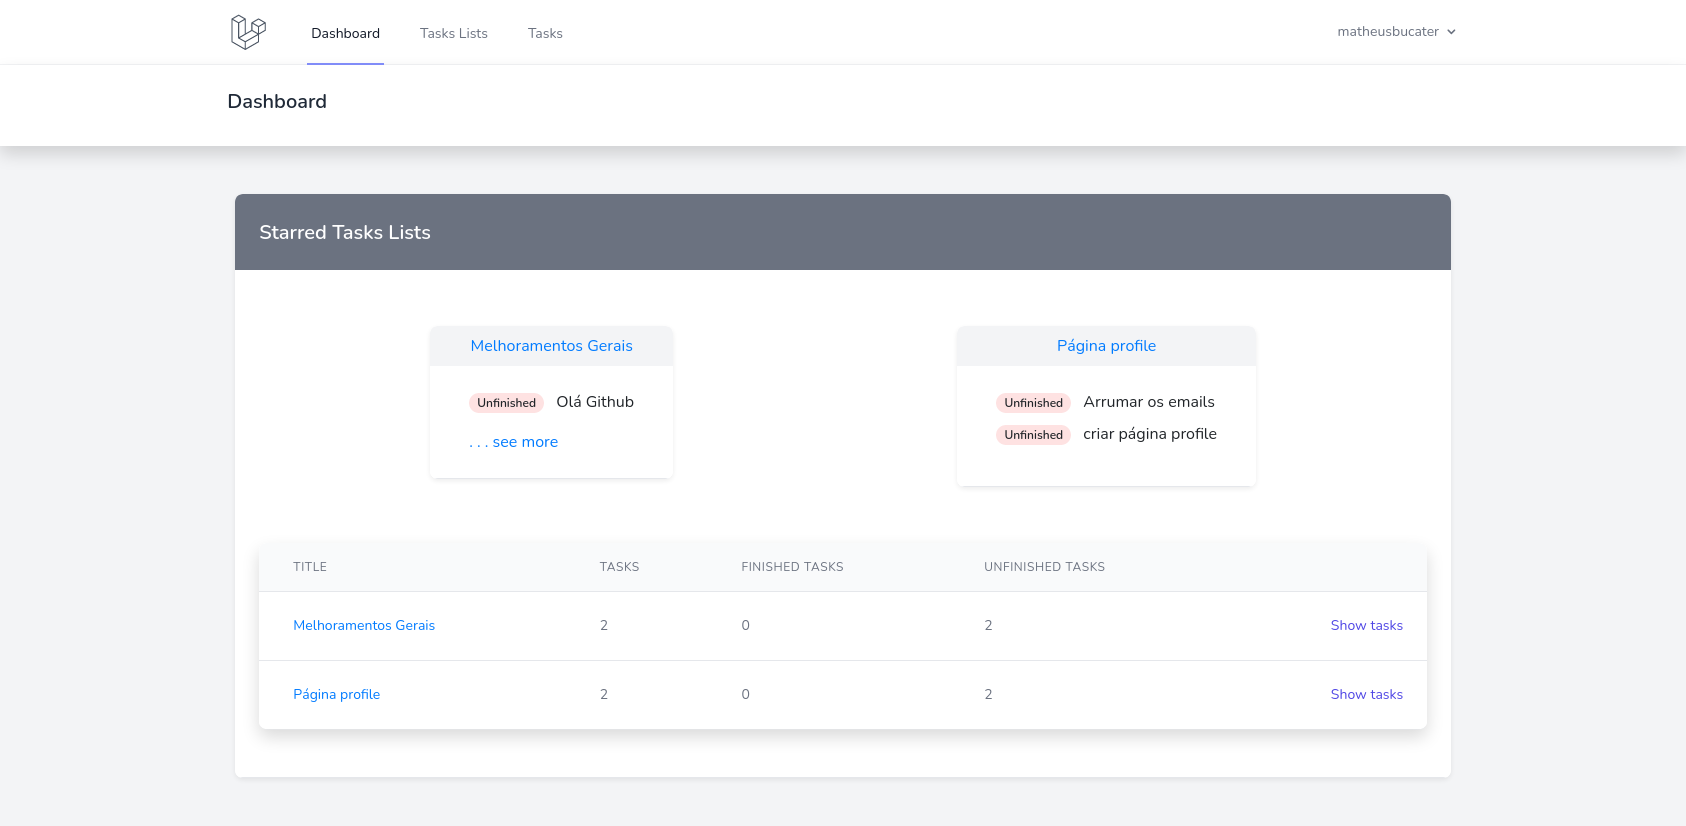 Dashboard Tasks Lists Tasks matheusbucater
Dashboard
Starred Tasks Lists
Melhoramentos Gerais
Unfinished Olá Github
. . . see more
Página profile
Unfinished Arrumar os emails
Unfinished criar página profile
TITLE TASKS FINISHED TASKS UNFINISHED TASKS
Melhoramentos Gerais 2 0 2 Show tasks
Página profile 2 0 2 Show tasks